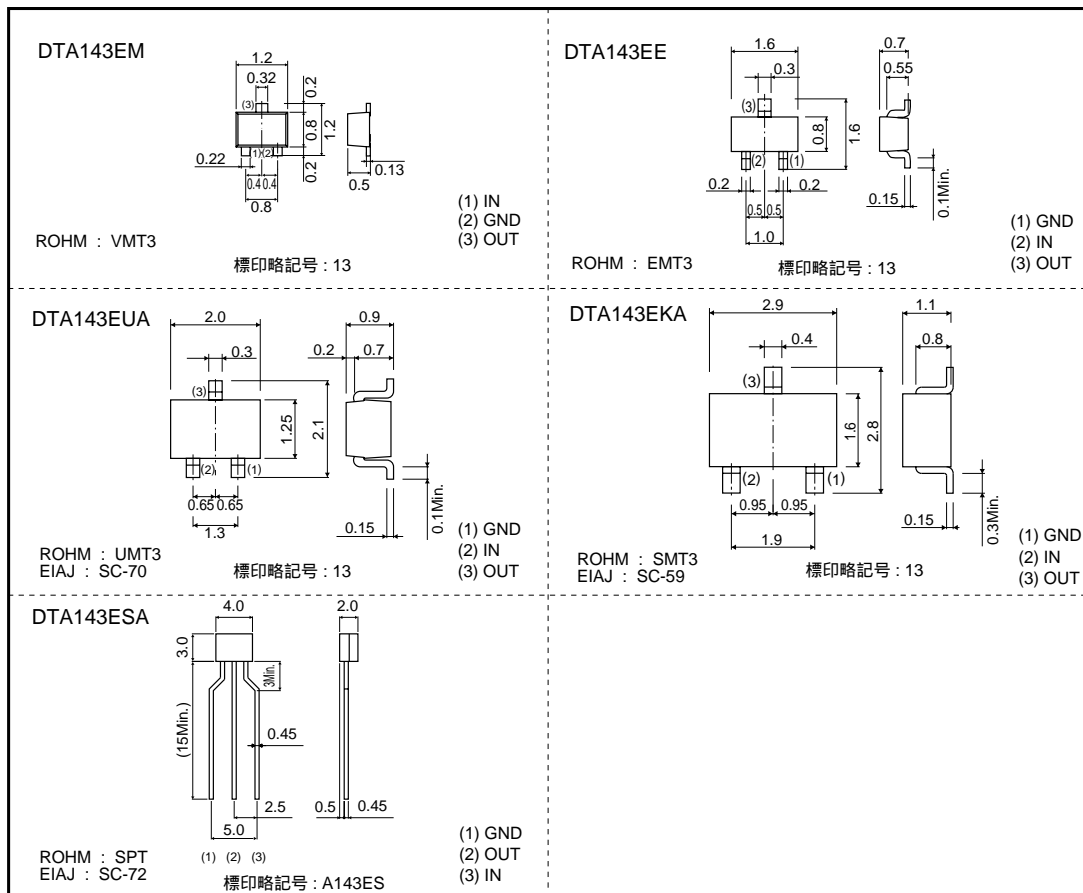 DTA143EM
1.2
0.32
0.2
(3)
0.8
1.2
(1)
(2)
0.22
0.2
0.4
0.4
0.8
0.13
0.5
(1) IN
(2) GND
(3) OUT
ROHM : VMT3
標印略記号 : 13
DTA143EE
1.6
0.3
(3)
0.8
1.6
(2)
(1)
0.2
0.2
0.5
0.5
1.0
0.7
0.55
0.15
0.1Min.
(1) GND
(2) IN
(3) OUT
ROHM : EMT3
標印略記号 : 13
DTA143EUA
2.0
0.3
(3)
1.25
2.1
(2)
(1)
0.65
0.65
1.3
0.9
0.2
0.7
0.15
0.1Min.
(1) GND
(2) IN
(3) OUT
ROHM : UMT3
EIAJ : SC-70
標印略記号 : 13
DTA143EKA
2.9
0.4
(3)
1.6
2.8
(2)
(1)
0.95
0.95
1.9
1.1
0.8
0.15
0.3Min.
(1) GND
(2) IN
(3) OUT
ROHM : SMT3
EIAJ : SC-59
標印略記号 : 13
DTA143ESA
4.0
2.0
3.0
3Min.
(15Min.)
0.45
2.5
5.0
0.5
0.45
(1) (2) (3)
(1) GND
(2) OUT
(3) IN
ROHM : SPT
EIAJ : SC-72
標印略記号 : A143ES